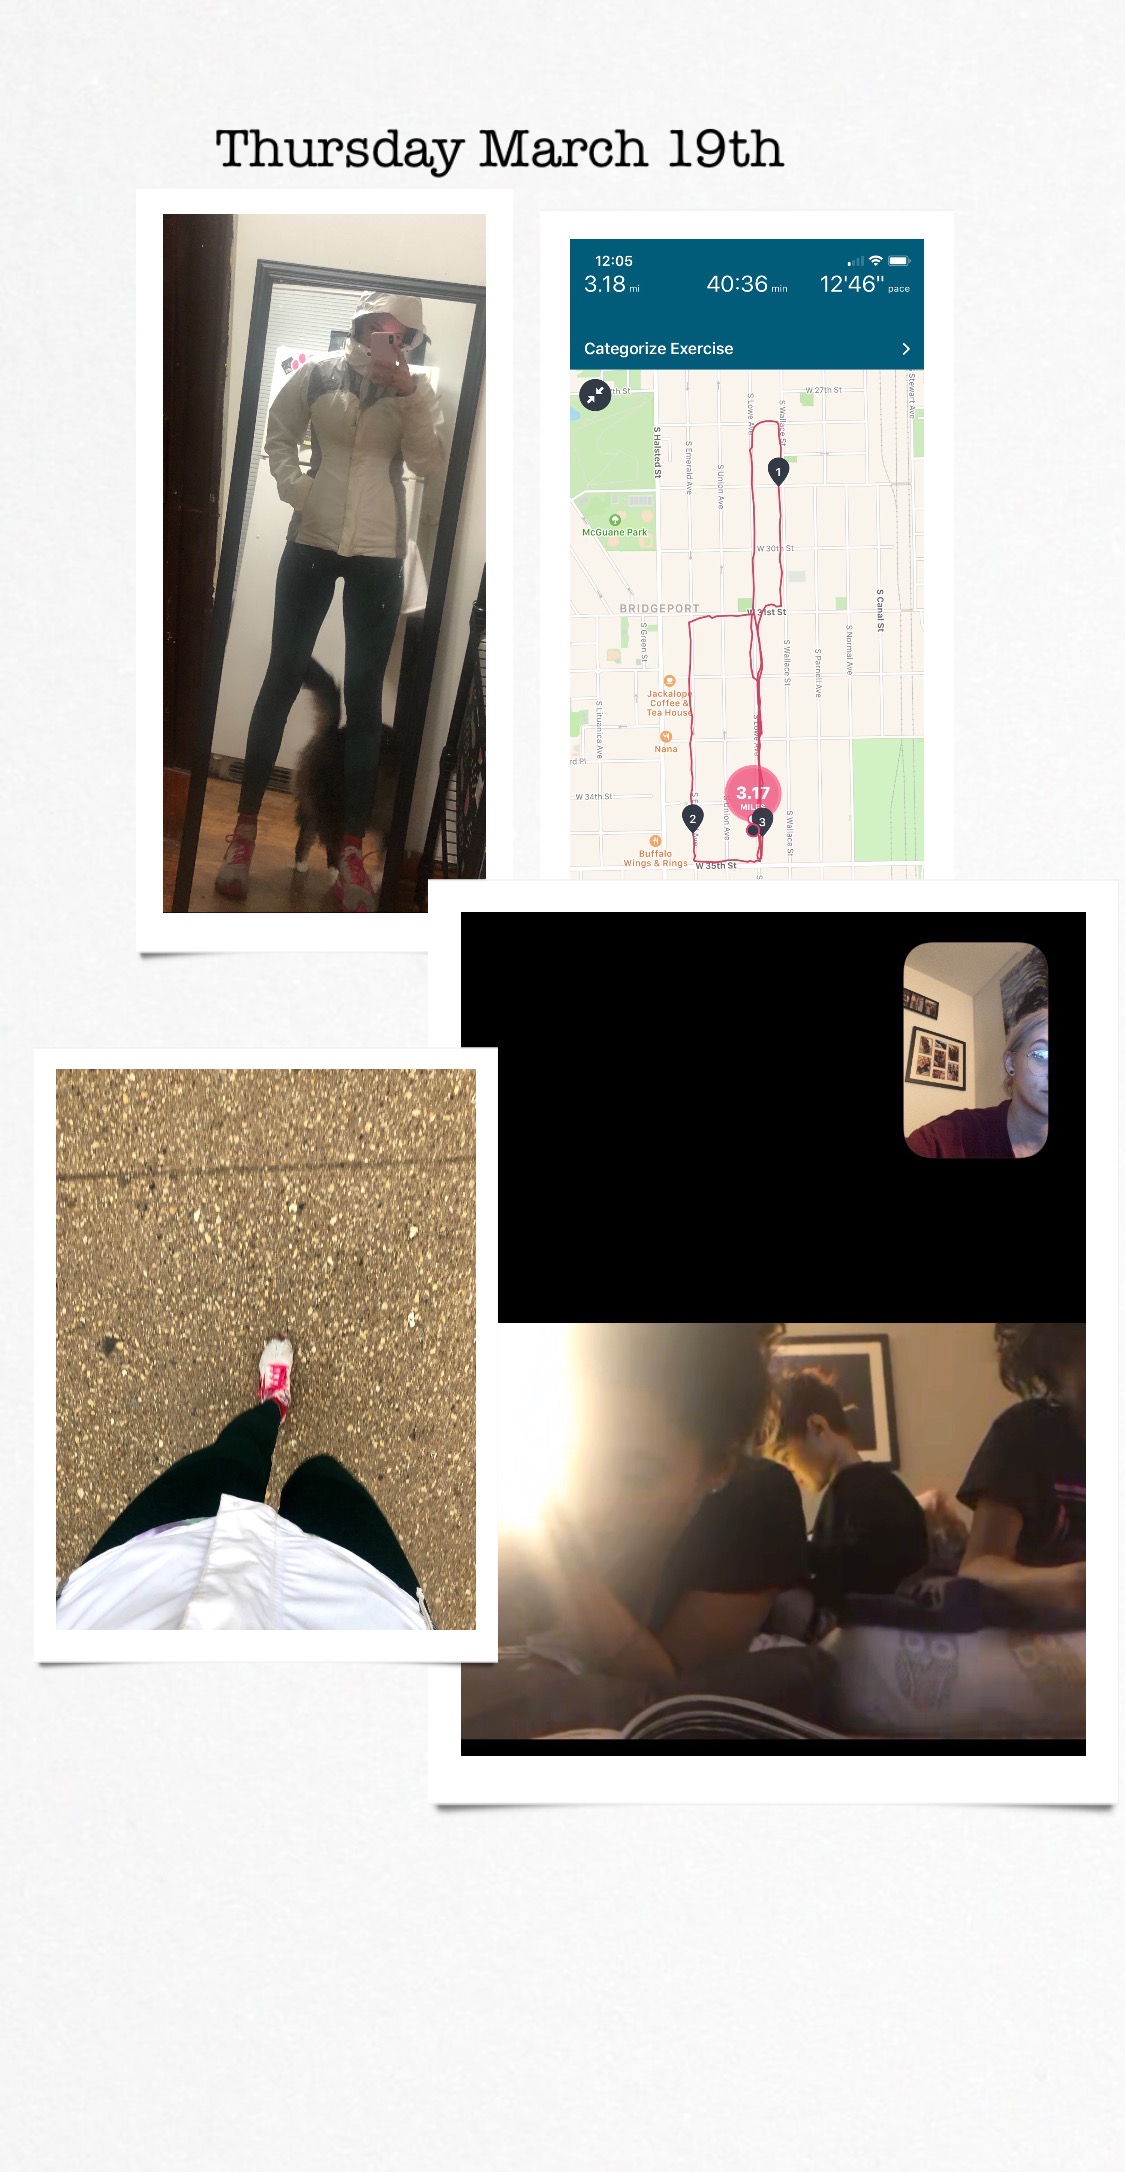 Thursday March 19th
12:05
3.18 mi 40:36 min 12'46" pace
Categorize Exercise
W 27th St
S Stewart Ave
S Lowe Ave
S Wallace St
S Halsted St
S Emerald Ave
S Union Ave
1
McGuane Park
W 30th St
BRIDGEPORT
W 31st St
S Canal St
S Green St
S Wallace St
S Normal Ave
S Parnell Ave
Jackalope
Coffee &
Tea House
S Lituanica Ave
S Lowe Ave
Nana
rd Pl
3.17
MILES
W 34th St
2
3
S Union Ave
S Wallace St
Buffalo
Wings & Rings
W 35th St